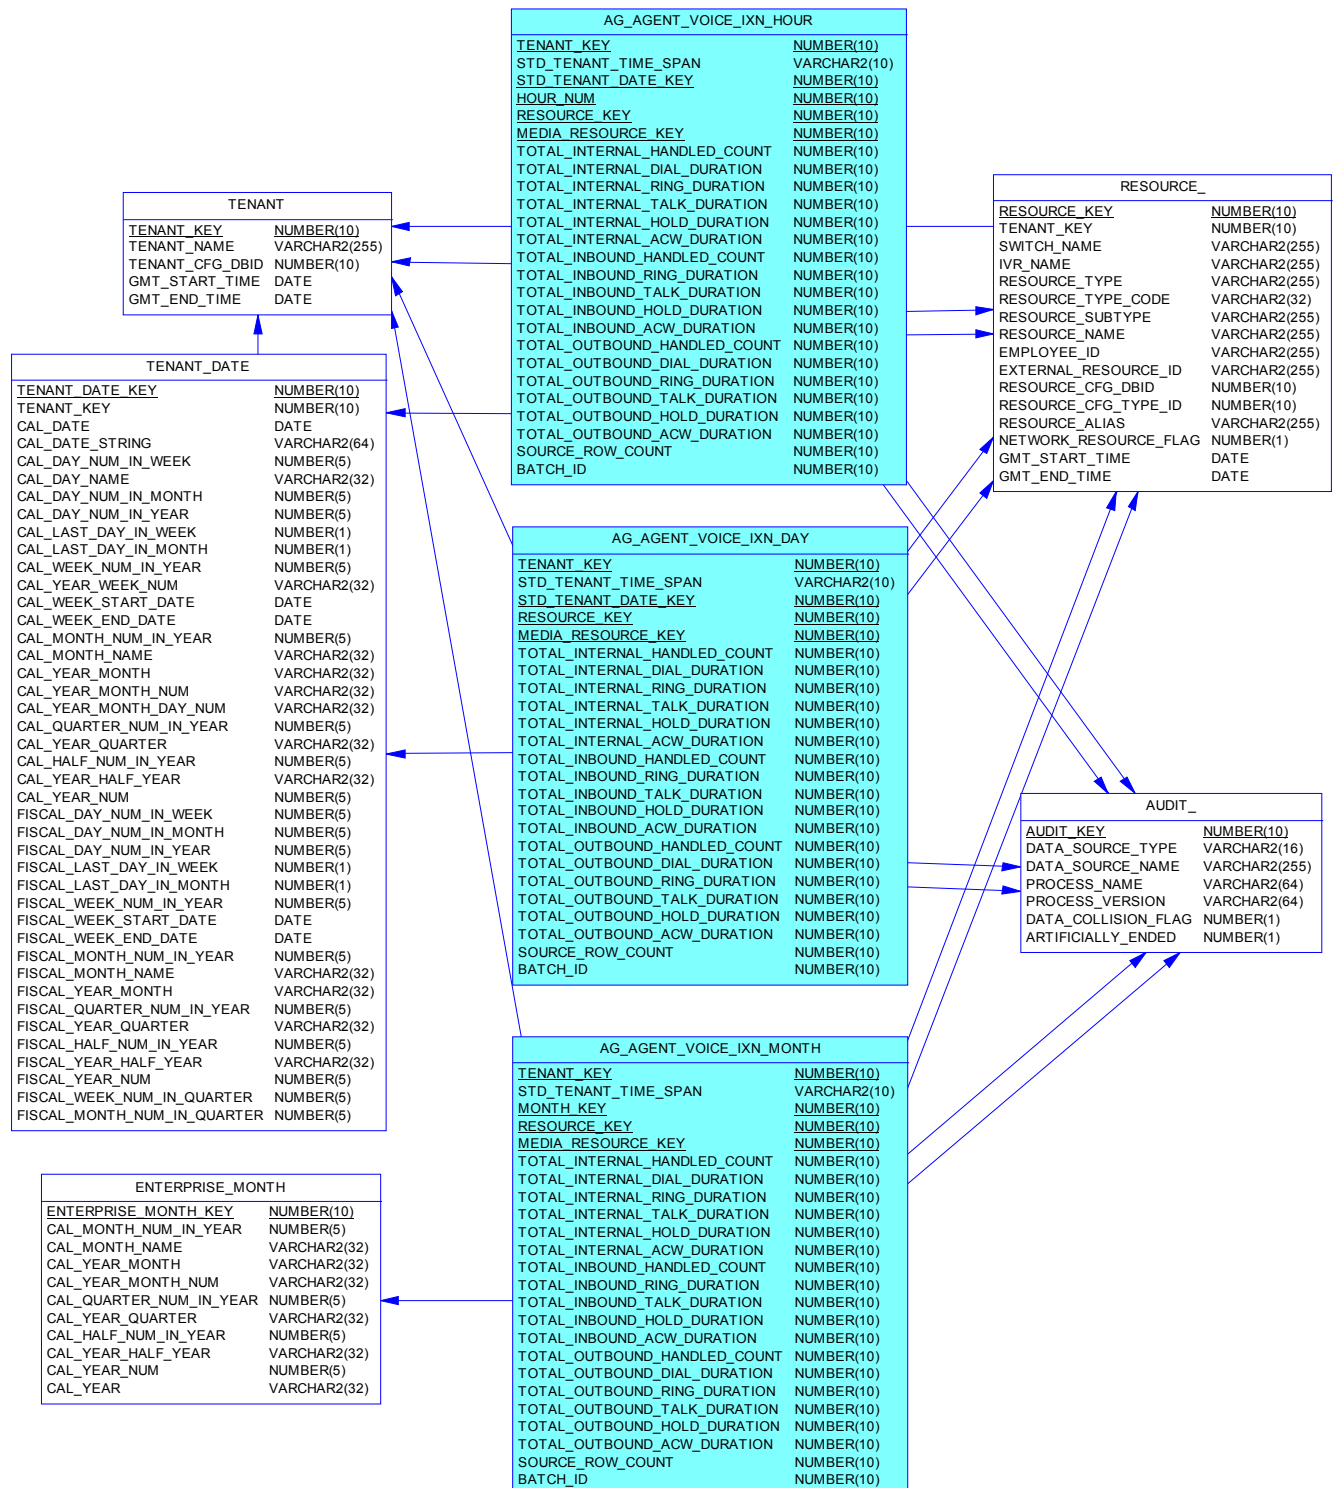 AG_AGENT_VOICE_IXN_HOUR
TENANT_KEY NUMBER(10)
STD_TENANT_TIME_SPAN VARCHAR2(10)
STD_TENANT_DATE_KEY NUMBER(10)
HOUR_NUM NUMBER(10)
RESOURCE_KEY NUMBER(10)
MEDIA_RESOURCE_KEY NUMBER(10)
TOTAL_INTERNAL_HANDLED_COUNT NUMBER(10)
TOTAL_INTERNAL_DIAL_DURATION NUMBER(10)
TOTAL_INTERNAL_RING_DURATION NUMBER(10)
TOTAL_INTERNAL_TALK_DURATION NUMBER(10)
TOTAL_INTERNAL_HOLD_DURATION NUMBER(10)
TOTAL_INTERNAL_ACW_DURATION NUMBER(10)
TOTAL_INBOUND_HANDLED_COUNT NUMBER(10)
TOTAL_INBOUND_RING_DURATION NUMBER(10)
TOTAL_INBOUND_TALK_DURATION NUMBER(10)
TOTAL_INBOUND_HOLD_DURATION NUMBER(10)
TOTAL_INBOUND_ACW_DURATION NUMBER(10)
TOTAL_OUTBOUND_HANDLED_COUNT NUMBER(10)
TOTAL_OUTBOUND_DIAL_DURATION NUMBER(10)
TOTAL_OUTBOUND_RING_DURATION NUMBER(10)
TOTAL_OUTBOUND_TALK_DURATION NUMBER(10)
TOTAL_OUTBOUND_HOLD_DURATION NUMBER(10)
TOTAL_OUTBOUND_ACW_DURATION NUMBER(10)
SOURCE_ROW_COUNT NUMBER(10)
BATCH_ID NUMBER(10)
TENANT
TENANT_KEY NUMBER(10)
TENANT_NAME VARCHAR2(255)
TENANT_CFG_DBID NUMBER(10)
GMT_START_TIME DATE
GMT_END_TIME DATE
RESOURCE_
RESOURCE_KEY NUMBER(10)
TENANT_KEY NUMBER(10)
SWITCH_NAME VARCHAR2(255)
IVR_NAME VARCHAR2(255)
RESOURCE_TYPE VARCHAR2(255)
RESOURCE_TYPE_CODE VARCHAR2(32)
RESOURCE_SUBTYPE VARCHAR2(255)
RESOURCE_NAME VARCHAR2(255)
EMPLOYEE_ID VARCHAR2(255)
EXTERNAL_RESOURCE_ID VARCHAR2(255)
RESOURCE_CFG_DBID NUMBER(10)
RESOURCE_CFG_TYPE_ID NUMBER(10)
RESOURCE_ALIAS VARCHAR2(255)
NETWORK_RESOURCE_FLAG NUMBER(1)
GMT_START_TIME DATE
GMT_END_TIME DATE
TENANT_DATE
TENANT_DATE_KEY NUMBER(10)
TENANT_KEY NUMBER(10)
CAL_DATE DATE
CAL_DATE_STRING VARCHAR2(64)
CAL_DAY_NUM_IN_WEEK NUMBER(5)
CAL_DAY_NAME VARCHAR2(32)
CAL_DAY_NUM_IN_MONTH NUMBER(5)
CAL_DAY_NUM_IN_YEAR NUMBER(5)
CAL_LAST_DAY_IN_WEEK NUMBER(1)
CAL_LAST_DAY_IN_MONTH NUMBER(1)
CAL_WEEK_NUM_IN_YEAR NUMBER(5)
CAL_YEAR_WEEK_NUM VARCHAR2(32)
CAL_WEEK_START_DATE DATE
CAL_WEEK_END_DATE DATE
CAL_MONTH_NUM_IN_YEAR NUMBER(5)
CAL_MONTH_NAME VARCHAR2(32)
CAL_YEAR_MONTH VARCHAR2(32)
CAL_YEAR_MONTH_NUM VARCHAR2(32)
CAL_YEAR_MONTH_DAY_NUM VARCHAR2(32)
CAL_QUARTER_NUM_IN_YEAR NUMBER(5)
CAL_YEAR_QUARTER VARCHAR2(32)
CAL_HALF_NUM_IN_YEAR NUMBER(5)
CAL_YEAR_HALF_YEAR VARCHAR2(32)
CAL_YEAR_NUM NUMBER(5)
FISCAL_DAY_NUM_IN_WEEK NUMBER(5)
FISCAL_DAY_NUM_IN_MONTH NUMBER(5)
FISCAL_DAY_NUM_IN_YEAR NUMBER(5)
FISCAL_LAST_DAY_IN_WEEK NUMBER(1)
FISCAL_LAST_DAY_IN_MONTH NUMBER(1)
FISCAL_WEEK_NUM_IN_YEAR NUMBER(5)
FISCAL_WEEK_START_DATE DATE
FISCAL_WEEK_END_DATE DATE
FISCAL_MONTH_NUM_IN_YEAR NUMBER(5)
FISCAL_MONTH_NAME VARCHAR2(32)
FISCAL_YEAR_MONTH VARCHAR2(32)
FISCAL_QUARTER_NUM_IN_YEAR NUMBER(5)
FISCAL_YEAR_QUARTER VARCHAR2(32)
FISCAL_HALF_NUM_IN_YEAR NUMBER(5)
FISCAL_YEAR_HALF_YEAR VARCHAR2(32)
FISCAL_YEAR_NUM NUMBER(5)
FISCAL_WEEK_NUM_IN_QUARTER NUMBER(5)
FISCAL_MONTH_NUM_IN_QUARTER NUMBER(5)
AG_AGENT_VOICE_IXN_DAY
TENANT_KEY NUMBER(10)
STD_TENANT_TIME_SPAN VARCHAR2(10)
STD_TENANT_DATE_KEY NUMBER(10)
RESOURCE_KEY NUMBER(10)
MEDIA_RESOURCE_KEY NUMBER(10)
TOTAL_INTERNAL_HANDLED_COUNT NUMBER(10)
TOTAL_INTERNAL_DIAL_DURATION NUMBER(10)
TOTAL_INTERNAL_RING_DURATION NUMBER(10)
TOTAL_INTERNAL_TALK_DURATION NUMBER(10)
TOTAL_INTERNAL_HOLD_DURATION NUMBER(10)
TOTAL_INTERNAL_ACW_DURATION NUMBER(10)
TOTAL_INBOUND_HANDLED_COUNT NUMBER(10)
TOTAL_INBOUND_RING_DURATION NUMBER(10)
TOTAL_INBOUND_TALK_DURATION NUMBER(10)
TOTAL_INBOUND_HOLD_DURATION NUMBER(10)
TOTAL_INBOUND_ACW_DURATION NUMBER(10)
TOTAL_OUTBOUND_HANDLED_COUNT NUMBER(10)
TOTAL_OUTBOUND_DIAL_DURATION NUMBER(10)
TOTAL_OUTBOUND_RING_DURATION NUMBER(10)
TOTAL_OUTBOUND_TALK_DURATION NUMBER(10)
TOTAL_OUTBOUND_HOLD_DURATION NUMBER(10)
TOTAL_OUTBOUND_ACW_DURATION NUMBER(10)
SOURCE_ROW_COUNT NUMBER(10)
BATCH_ID NUMBER(10)
AUDIT_
AUDIT_KEY NUMBER(10)
DATA_SOURCE_TYPE VARCHAR2(16)
DATA_SOURCE_NAME VARCHAR2(255)
PROCESS_NAME VARCHAR2(64)
PROCESS_VERSION VARCHAR2(64)
DATA_COLLISION_FLAG NUMBER(1)
ARTIFICIALLY_ENDED NUMBER(1)
AG_AGENT_VOICE_IXN_MONTH
TENANT_KEY NUMBER(10)
STD_TENANT_TIME_SPAN VARCHAR2(10)
MONTH_KEY NUMBER(10)
RESOURCE_KEY NUMBER(10)
MEDIA_RESOURCE_KEY NUMBER(10)
TOTAL_INTERNAL_HANDLED_COUNT NUMBER(10)
TOTAL_INTERNAL_DIAL_DURATION NUMBER(10)
TOTAL_INTERNAL_RING_DURATION NUMBER(10)
TOTAL_INTERNAL_TALK_DURATION NUMBER(10)
TOTAL_INTERNAL_HOLD_DURATION NUMBER(10)
TOTAL_INTERNAL_ACW_DURATION NUMBER(10)
TOTAL_INBOUND_HANDLED_COUNT NUMBER(10)
TOTAL_INBOUND_RING_DURATION NUMBER(10)
TOTAL_INBOUND_TALK_DURATION NUMBER(10)
TOTAL_INBOUND_HOLD_DURATION NUMBER(10)
TOTAL_INBOUND_ACW_DURATION NUMBER(10)
TOTAL_OUTBOUND_HANDLED_COUNT NUMBER(10)
TOTAL_OUTBOUND_DIAL_DURATION NUMBER(10)
TOTAL_OUTBOUND_RING_DURATION NUMBER(10)
TOTAL_OUTBOUND_TALK_DURATION NUMBER(10)
TOTAL_OUTBOUND_HOLD_DURATION NUMBER(10)
TOTAL_OUTBOUND_ACW_DURATION NUMBER(10)
SOURCE_ROW_COUNT NUMBER(10)
BATCH_ID NUMBER(10)
ENTERPRISE_MONTH
ENTERPRISE_MONTH_KEY NUMBER(10)
CAL_MONTH_NUM_IN_YEAR NUMBER(5)
CAL_MONTH_NAME VARCHAR2(32)
CAL_YEAR_MONTH VARCHAR2(32)
CAL_YEAR_MONTH_NUM VARCHAR2(32)
CAL_QUARTER_NUM_IN_YEAR NUMBER(5)
CAL_YEAR_QUARTER VARCHAR2(32)
CAL_HALF_NUM_IN_YEAR NUMBER(5)
CAL_YEAR_HALF_YEAR VARCHAR2(32)
CAL_YEAR_NUM NUMBER(5)
CAL_YEAR VARCHAR2(32)